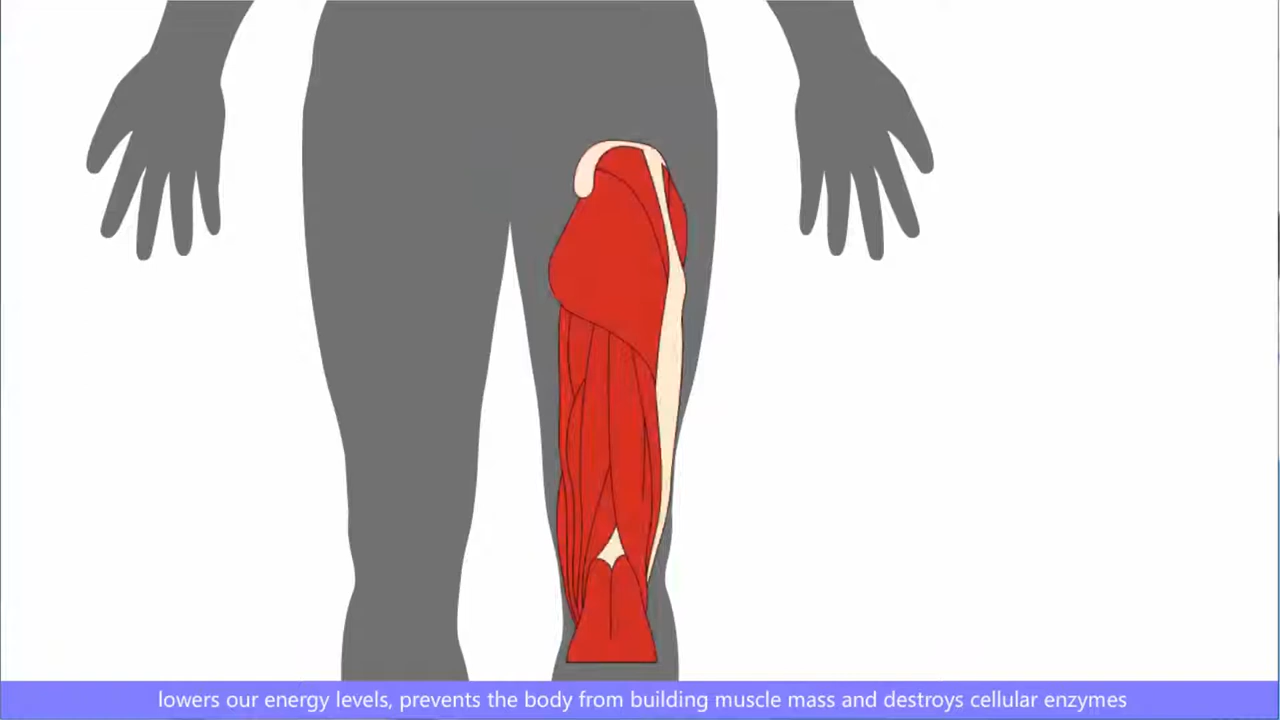 lowers our energy levels, prevents the body from building muscle mass and destroys cellular enzymes